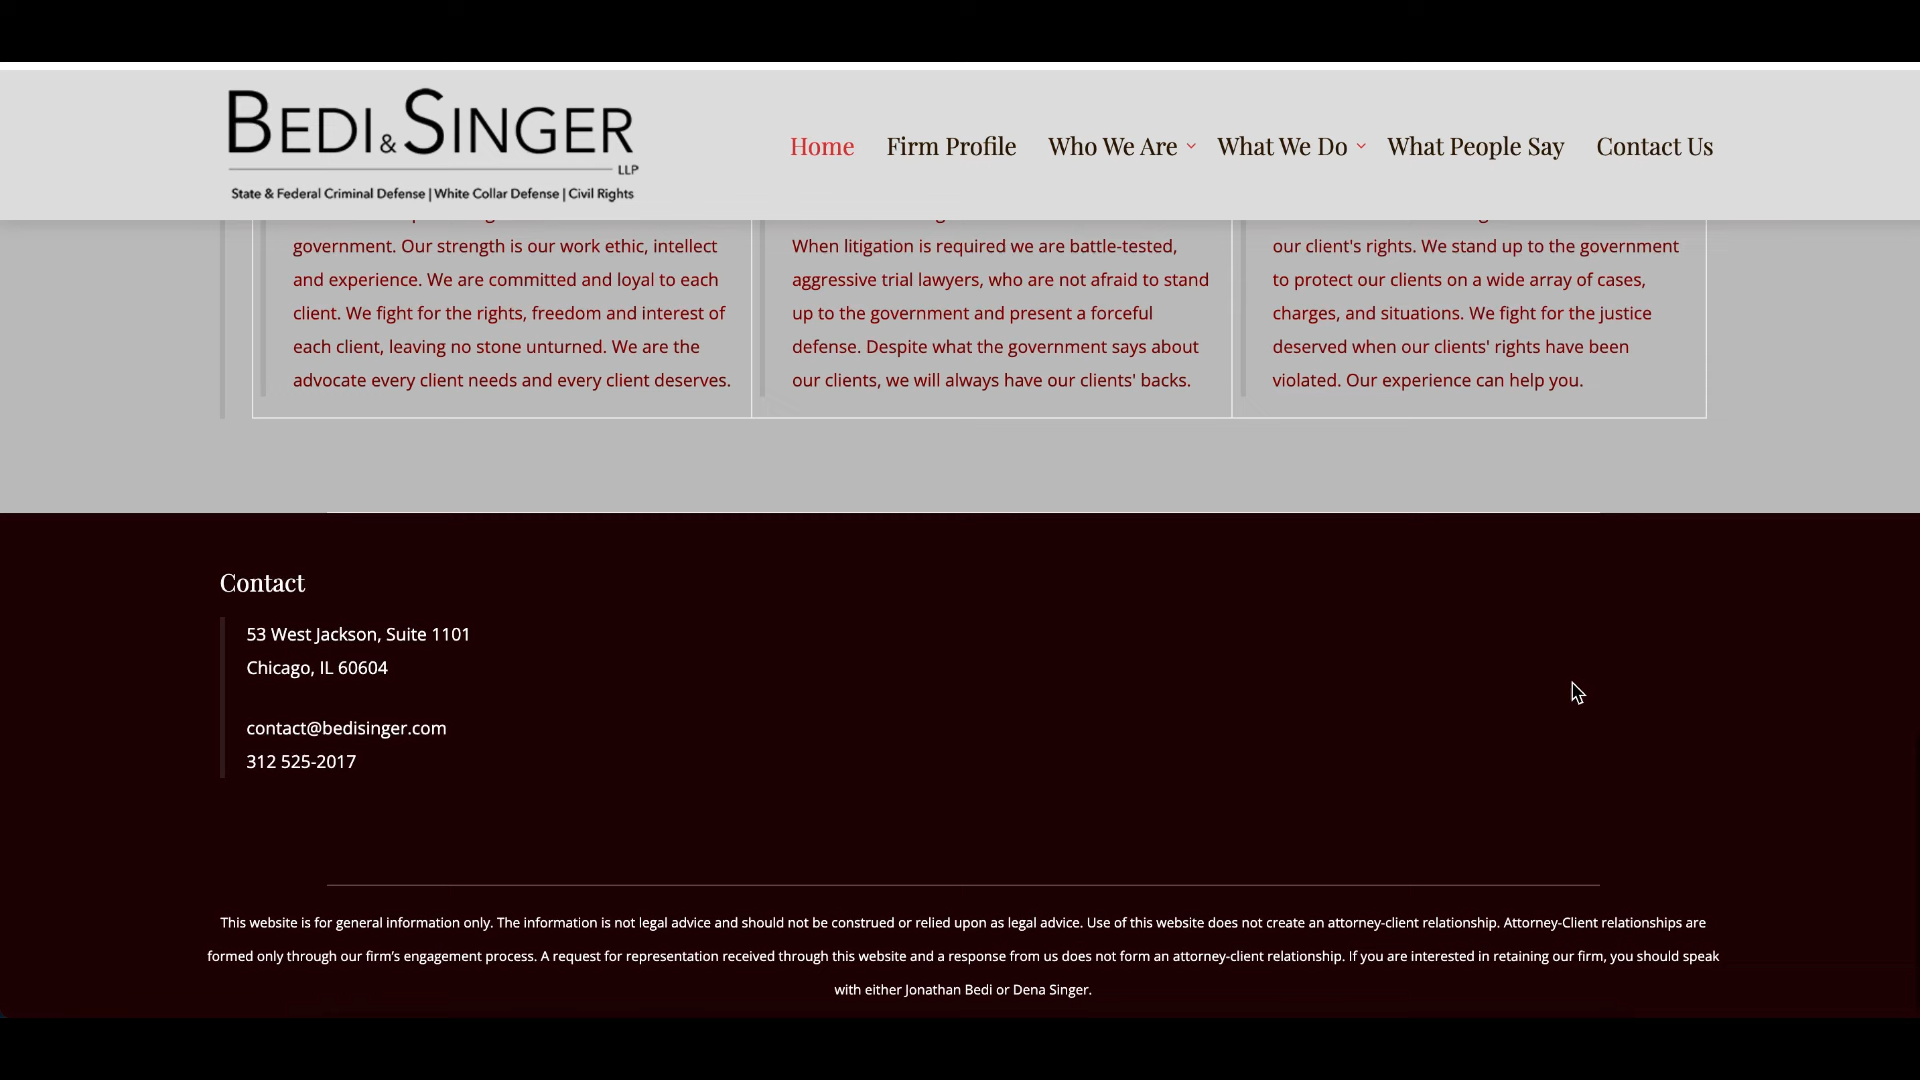 BEDI & SINGER
LLP
State & Federal Criminal Defense | White Collar Defense | Civil Rights
Home
Firm Profile
Who We Are
What We Do
What People Say
Contact Us
government. Our strength is our work ethic, intellect
and experience. We are committed and loyal to each
client. We fight for the rights, freedom and interest of
each client, leaving no stone unturned. We are the
advocate every client needs and every client deserves.
When litigation is required we are battle-tested,
aggressive trial lawyers, who are not afraid to stand
up to the government and present a forceful
defense. Despite what the government says about
our clients, we will always have our clients' backs.
our client's rights. We stand up to the government
to protect our clients on a wide array of cases,
charges, and situations. We fight for the justice
deserved when our clients' rights have been
violated. Our experience can help you.
Contact
53 West Jackson, Suite 1101
Chicago, IL 60604
contact@bedisinger.com
312 525-2017
This website is for general information only. The information is not legal advice and should not be construed or relied upon as legal advice. Use of this website does not create an attorney-client relationship. Attorney-Client relationships are
formed only through our firm’s engagement process. A request for representation received through this website and a response from us does not form an attorney-client relationship. If you are interested in retaining our firm, you should speak
with either Jonathan Bedi or Dena Singer.